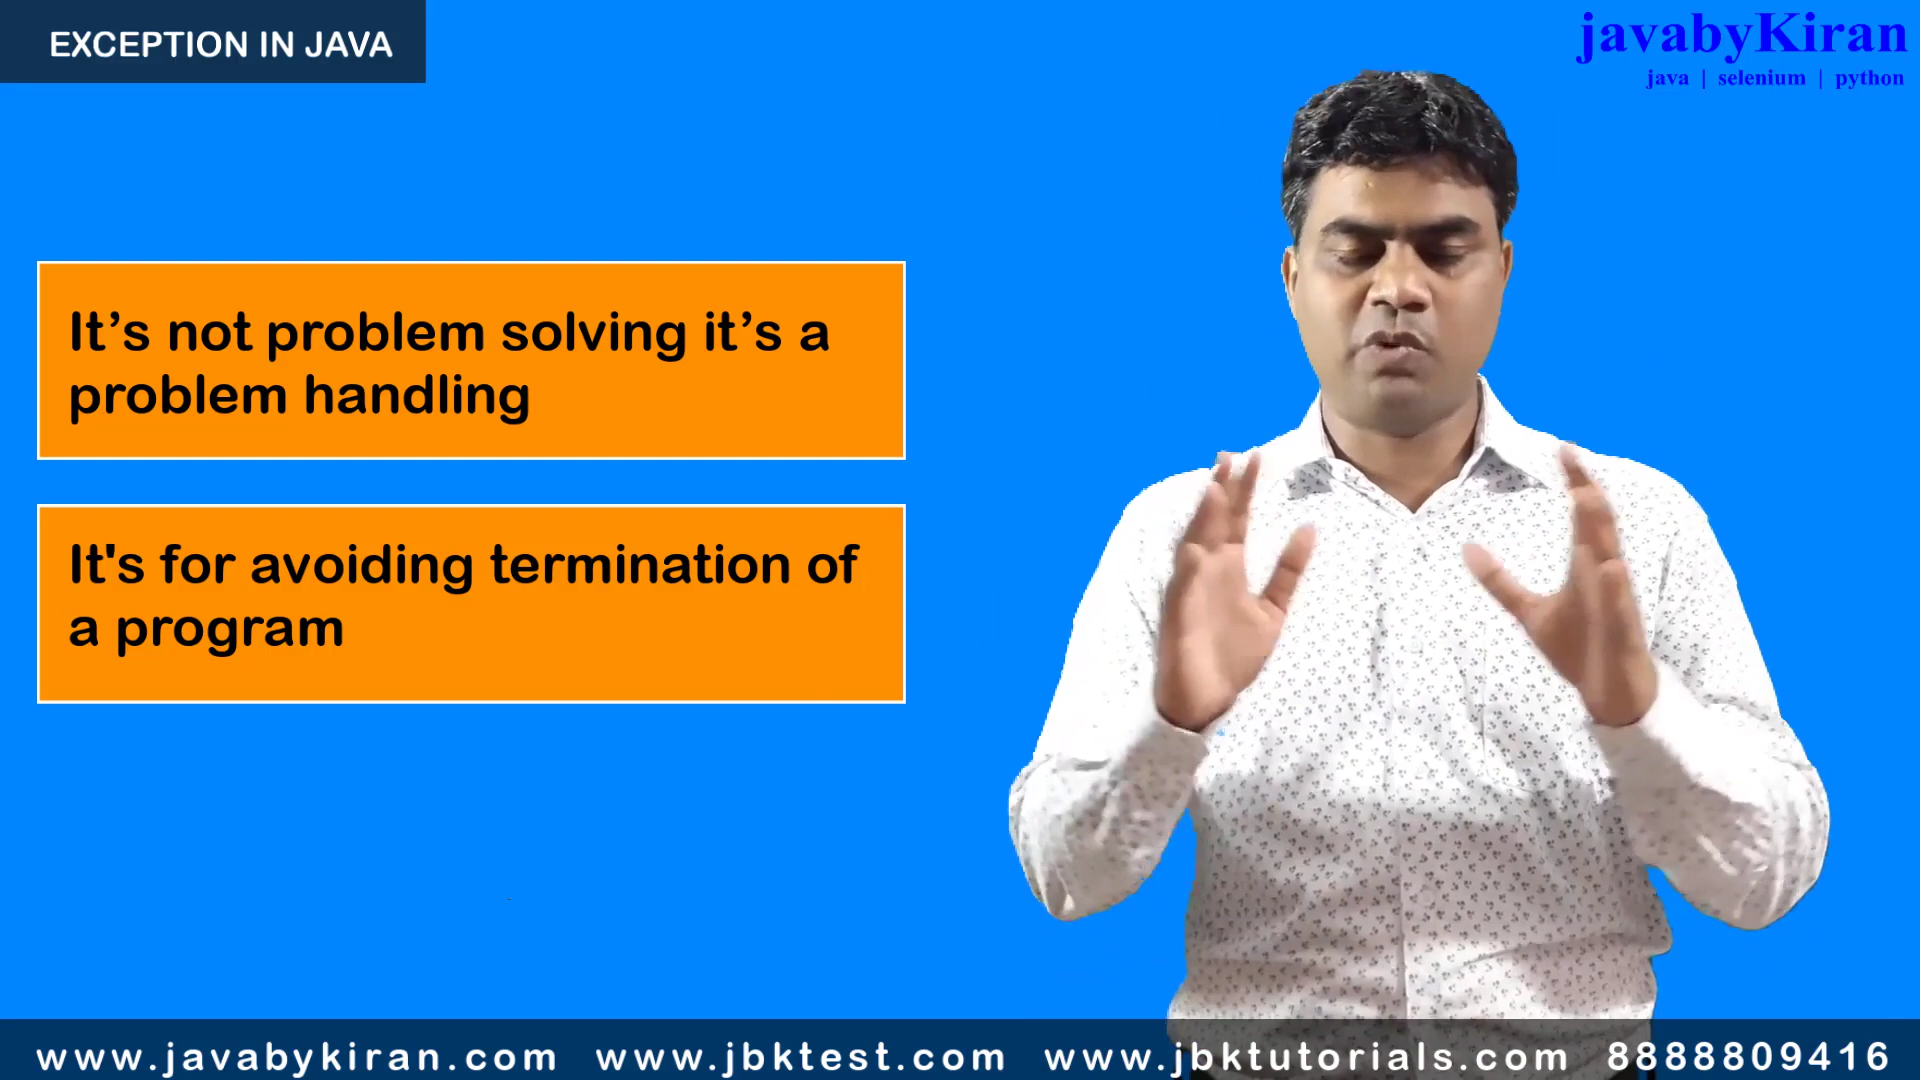 EXCEPTION IN JAVA
javabyKiran
java | selenium | python
It’s not problem solving it’s a
problem handling
It's for avoiding termination of
a program
www.javabykiran.com www.jbktest.com www.jbktutorials.com 8888809416